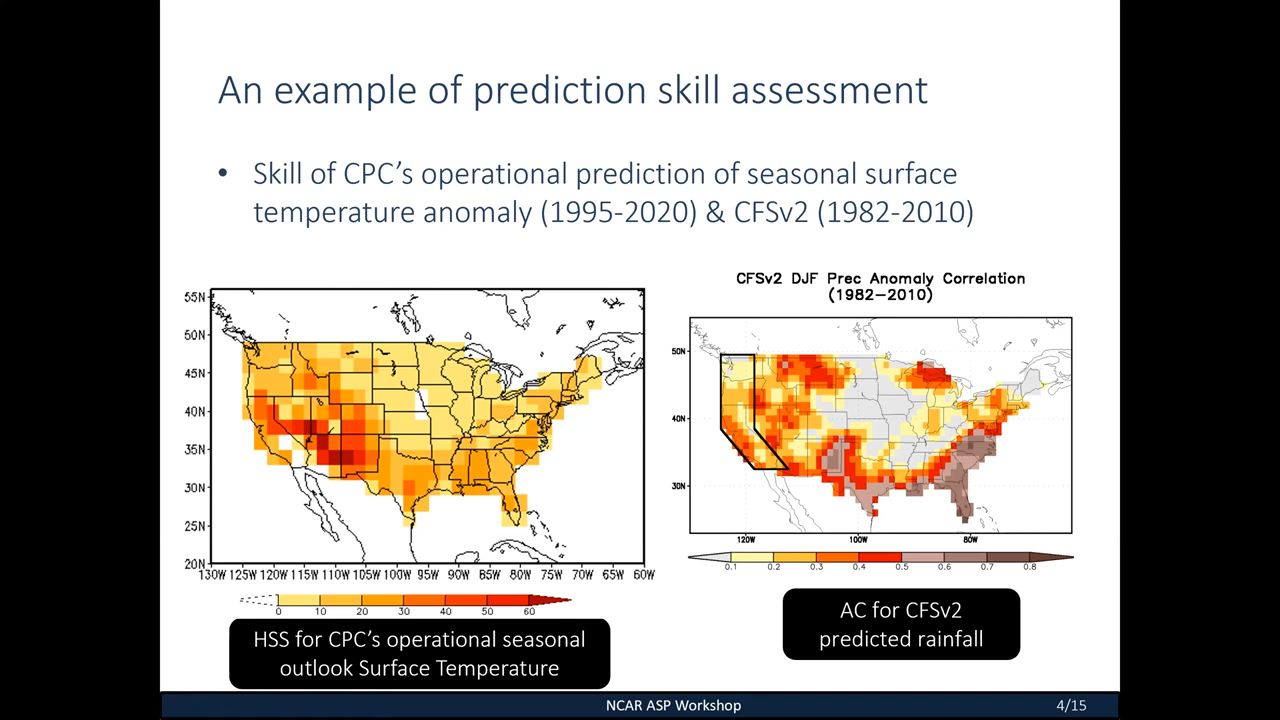 An example of prediction skill assessment
• Skill of CPC’s operational prediction of seasonal surface
temperature anomaly (1995-2020) & CFSv2 (1982-2010)
55N
50N
45N
40N
35N
30N
25N
20N
130W 125W 120W 115W 110W 105W 100W 95W 90W 85W 80W 75W 70W 65W 60W
0 10 20 30 40 50 60
HSS for CPC’s operational seasonal
outlook Surface Temperature
CFSv2 DJF Prec Anomaly Correlation
(1982–2010)
50N
40N
30N
120W 100W 80W
0.1 0.2 0.3 0.4 0.5 0.6 0.7 0.8
AC for CFSv2
predicted rainfall
NCAR ASP Workshop
4/15